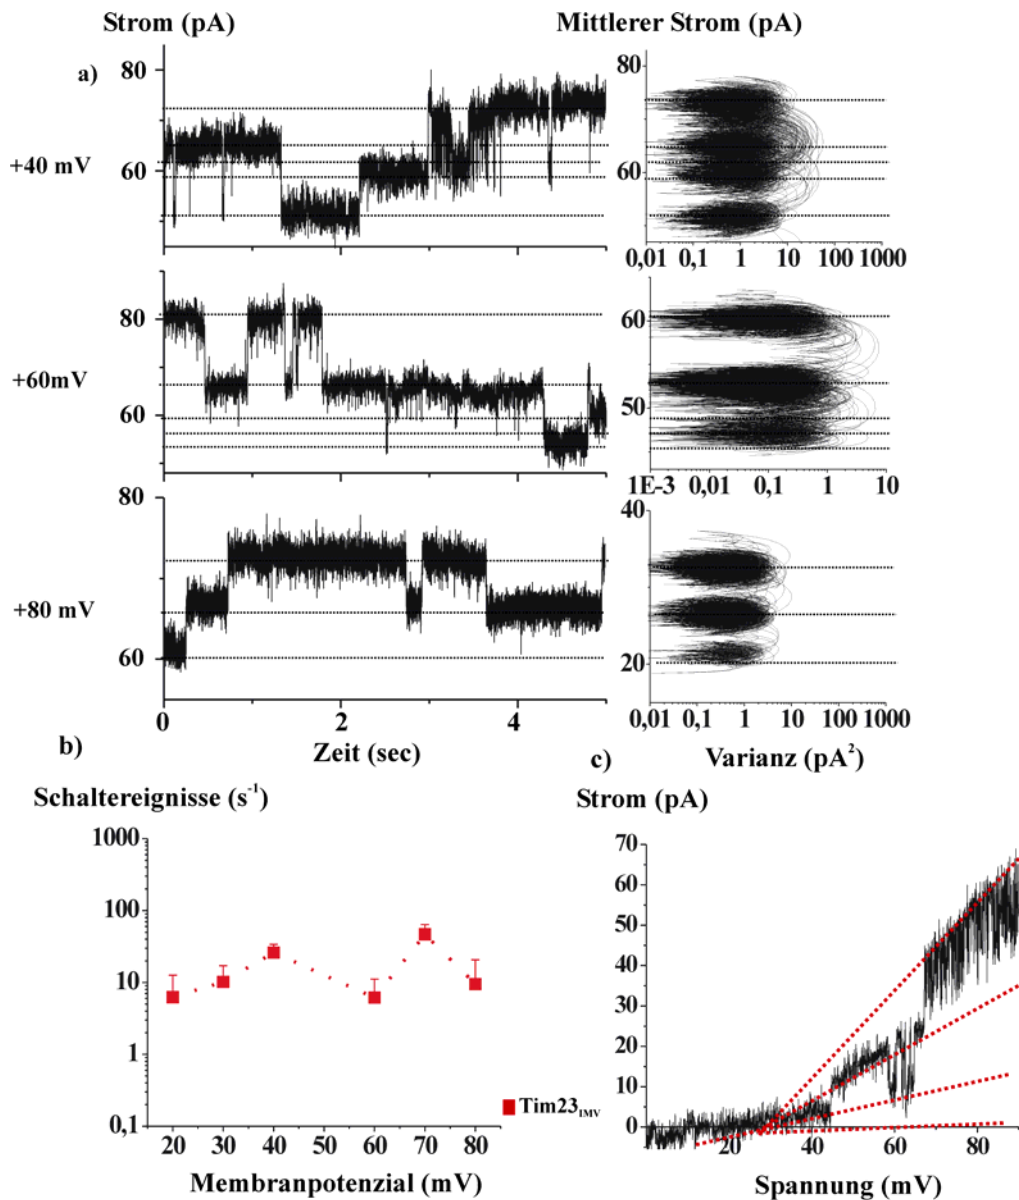 Strom (pA)
Mittlerer Strom (pA)
a)
80
60
+40 mV
80
60
0,01 0,1 1 10 100 1000
80
60
+60mV
60
50
1E-3 0,01 0,1 1 10
80
60
+80 mV
0 2 4
Zeit (sec)
40
20
0,01 0,1 1 10 100 1000
Varianz (pA²)
b)
c)
Schaltereignisse (s⁻¹)
1000
100
10
1
0,1
20 30 40 50 60 70 80
Membranpotenzial (mV)
Tim23IMV
Strom (pA)
70
60
50
40
30
20
10
0
20 40 60 80
Spannung (mV)